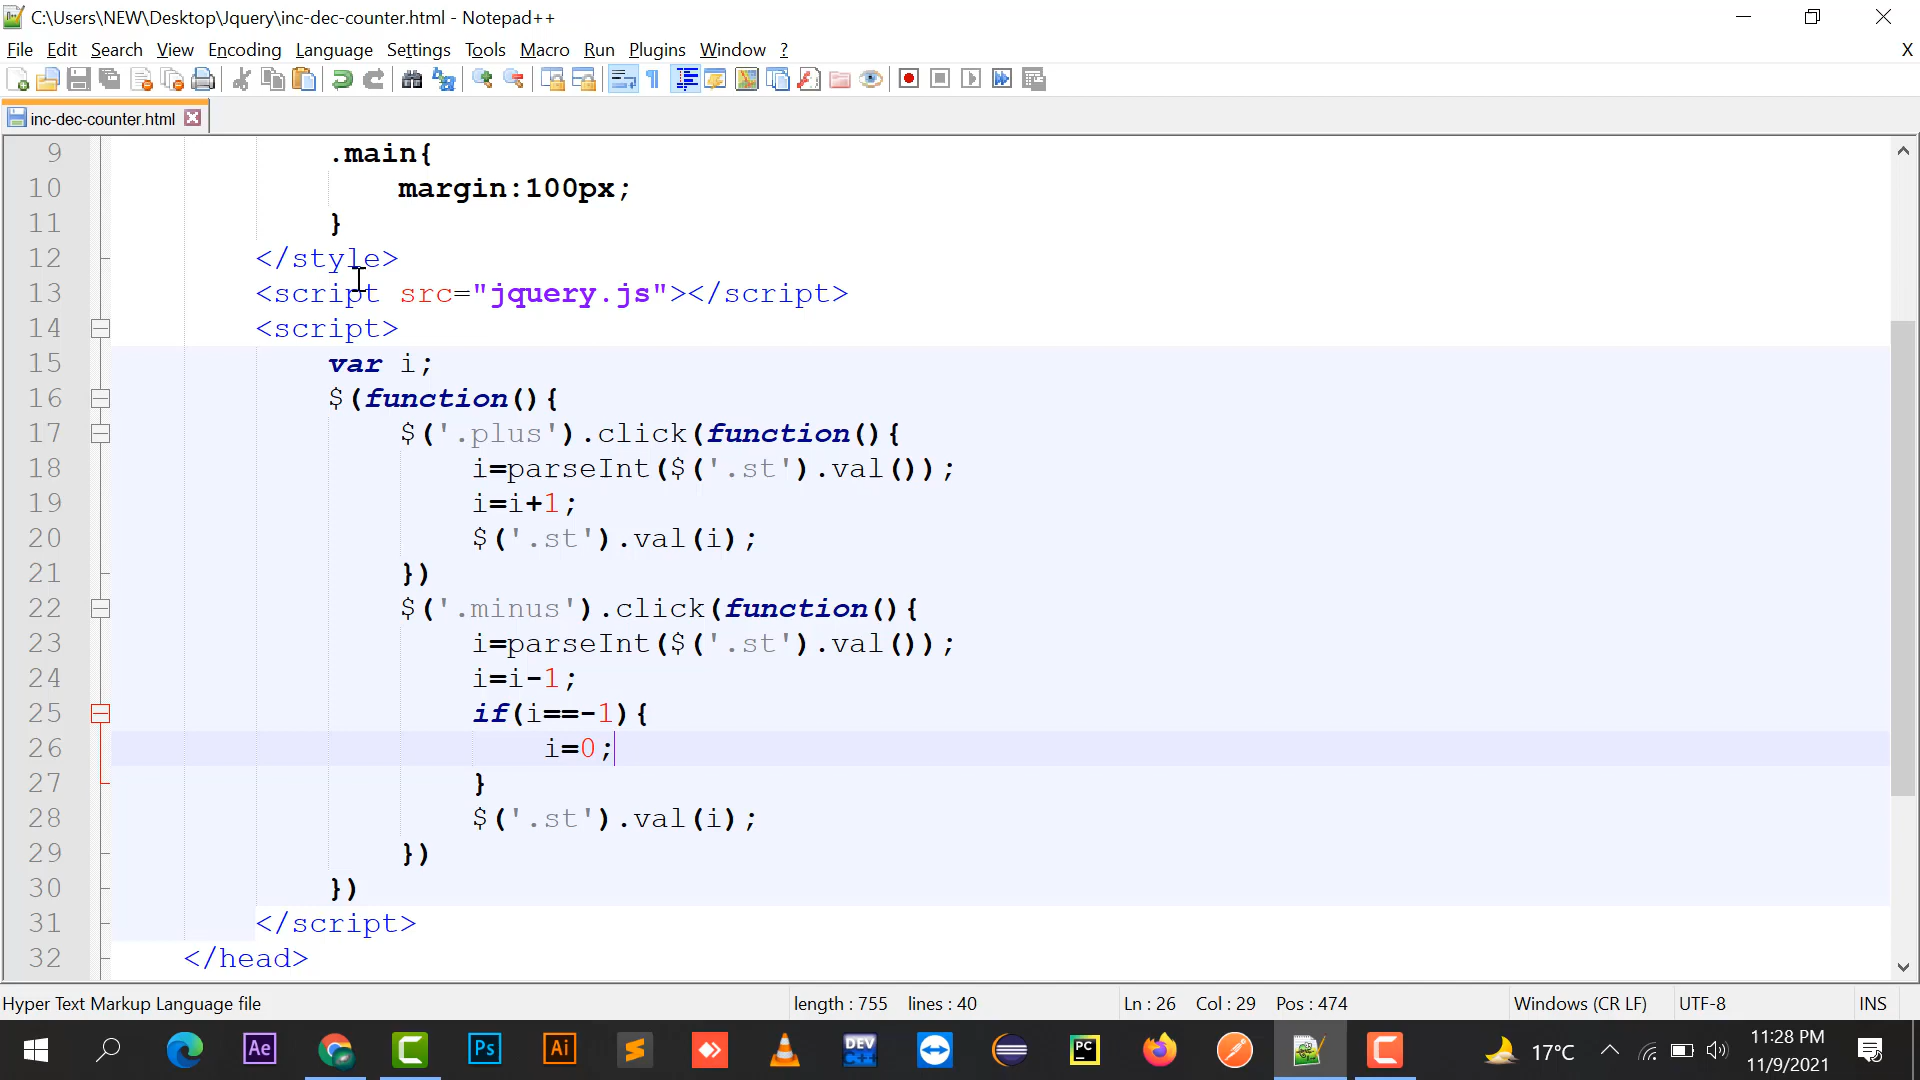 C:\Users\NEW\Desktop\Jquery\inc-dec-counter.html - Notepad++
File Edit Search View Encoding Language Settings Tools Macro Run Plugins Window ? X
inc-dec-counter.html
9 .main{
10 margin:100px;
11 }
12 </style>
13 <script src="jquery.js"></script>
14 <script>
15 var i;
16 $(function(){
17 $('.plus').click(function(){
18 i=parseInt($('.st').val());
19 i=i+1;
20 $('.st').val(i);
21 })
22 $('.minus').click(function(){
23 i=parseInt($('.st').val());
24 i=i-1;
25 if(i==-1){
26 i=0;
27 }
28 $('.st').val(i);
29 })
30 })
31 </script>
32 </head>
Hyper Text Markup Language file length : 755 lines : 40 Ln : 26 Col : 29 Pos : 474 Windows (CR LF) UTF-8 INS
Ae Ps Ai DEV C++ PC 17°C 11:28 PM
11/9/2021